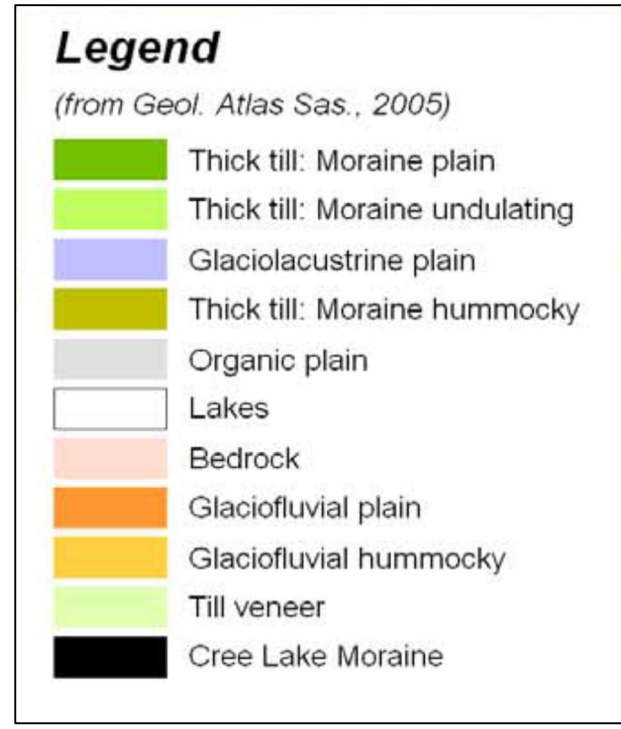 Legend
(from Geol. Atlas Sas., 2005)
Thick till: Moraine plain
Thick till: Moraine undulating
Glaciolacustrine plain
Thick till: Moraine hummocky
Organic plain
Lakes
Bedrock
Glaciofluvial plain
Glaciofluvial hummocky
Till veneer
Cree Lake Moraine